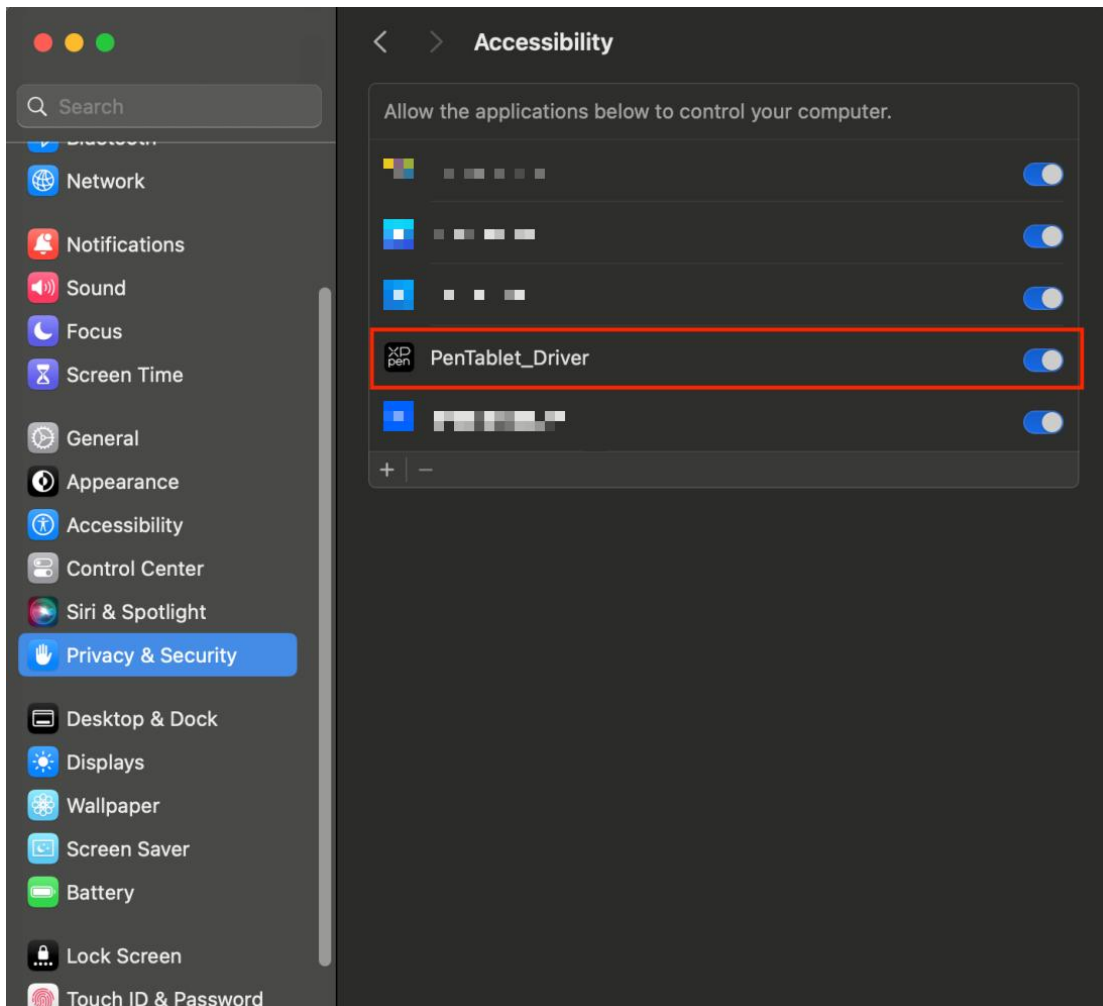 Search
Bluetooth
Network
Notifications
Sound
Focus
Screen Time
General
Appearance
Accessibility
Control Center
Siri & Spotlight
Privacy & Security
Desktop & Dock
Displays
Wallpaper
Screen Saver
Battery
Lock Screen
Touch ID & Password
Accessibility
Allow the applications below to control your computer.
XP
pen
PenTablet_Driver